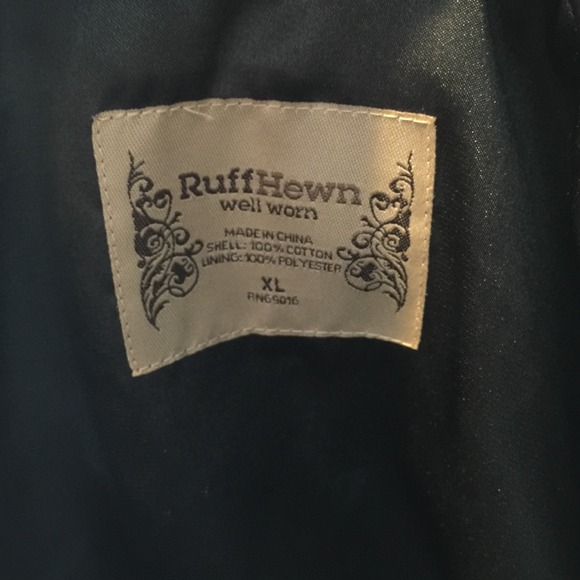 RuffHewn
well worn
MADE IN CHINA
SHELL: 100% COTTON
LINING: 100% POLYESTER
XL
RN69016